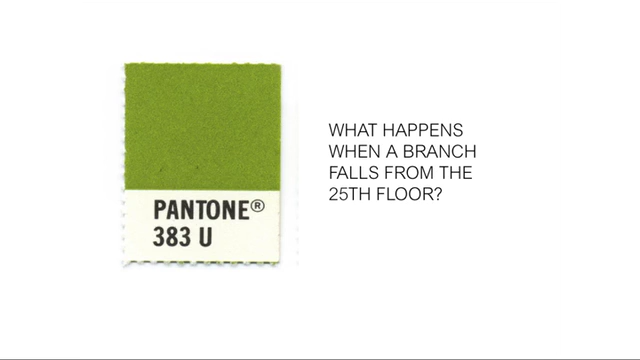 PANTONE®
383 U
WHAT HAPPENS
WHEN A BRANCH
FALLS FROM THE
25TH FLOOR?